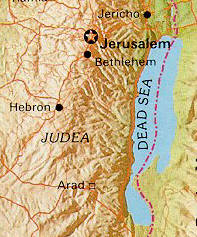 Jericho
Jerusalem
Bethlehem
DEAD SEA
Hebron
JUDEA
Arad